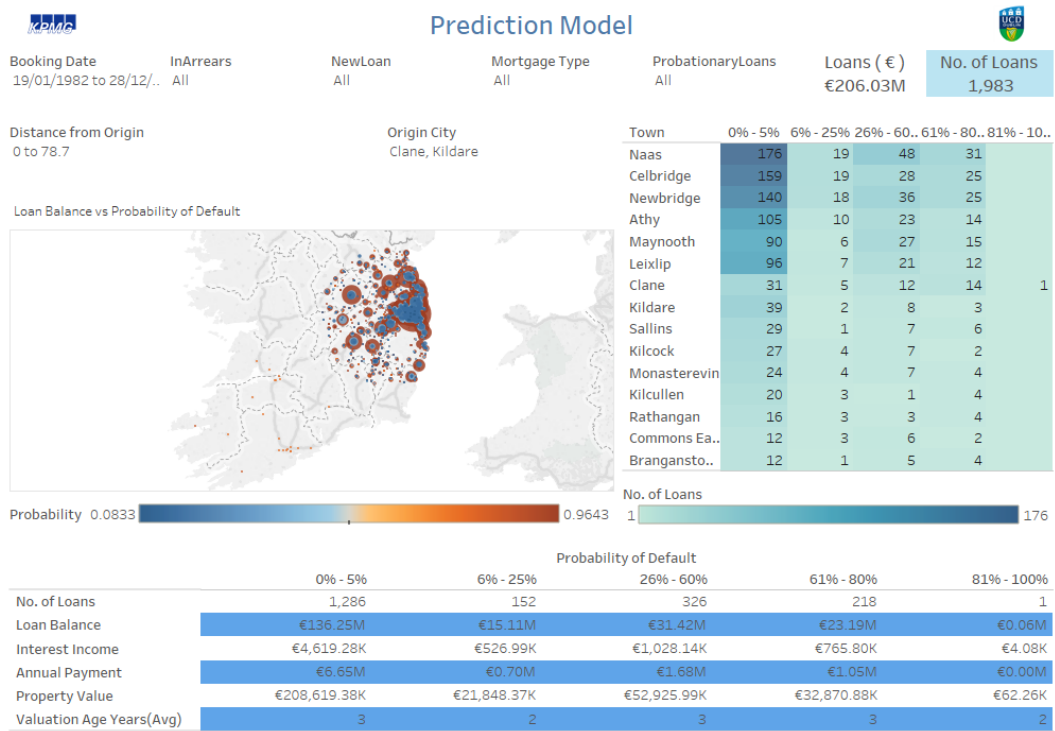 KPMG
Prediction Model
UCD
DUBLIN
Booking Date InArrears NewLoan Mortgage Type ProbationaryLoans Loans ( € ) No. of Loans
19/01/1982 to 28/12/.. All All All All €206.03M 1,983
Distance from Origin Origin City
0 to 78.7 Clane, Kildare
Town 0% - 5% 6% - 25% 26% - 60.. 61% - 80.. 81% - 10..
Naas 176 19 48 31
Celbridge 159 19 28 25
Newbridge 140 18 36 25
Athy 105 10 23 14
Maynooth 90 6 27 15
Leixlip 96 7 21 12
Clane 31 5 12 14 1
Kildare 39 2 8 3
Sallins 29 1 7 6
Kilcock 27 4 7 2
Monasterevin 24 4 7 4
Kilcullen 20 3 1 4
Rathangan 16 3 3 4
Commons Ea.. 12 3 6 2
Brangansto.. 12 1 5 4
Loan Balance vs Probability of Default
Probability 0.0833 0.9643
No. of Loans
1 176
Probability of Default
0% - 5% 6% - 25% 26% - 60% 61% - 80% 81% - 100%
No. of Loans 1,286 152 326 218 1
Loan Balance €136.25M €15.11M €31.42M €23.19M €0.06M
Interest Income €4,619.28K €526.99K €1,028.14K €765.80K €4.08K
Annual Payment €6.65M €0.70M €1.68M €1.05M €0.00M
Property Value €208,619.38K €21,848.37K €52,925.99K €32,870.88K €62.26K
Valuation Age Years(Avg) 3 2 3 3 2